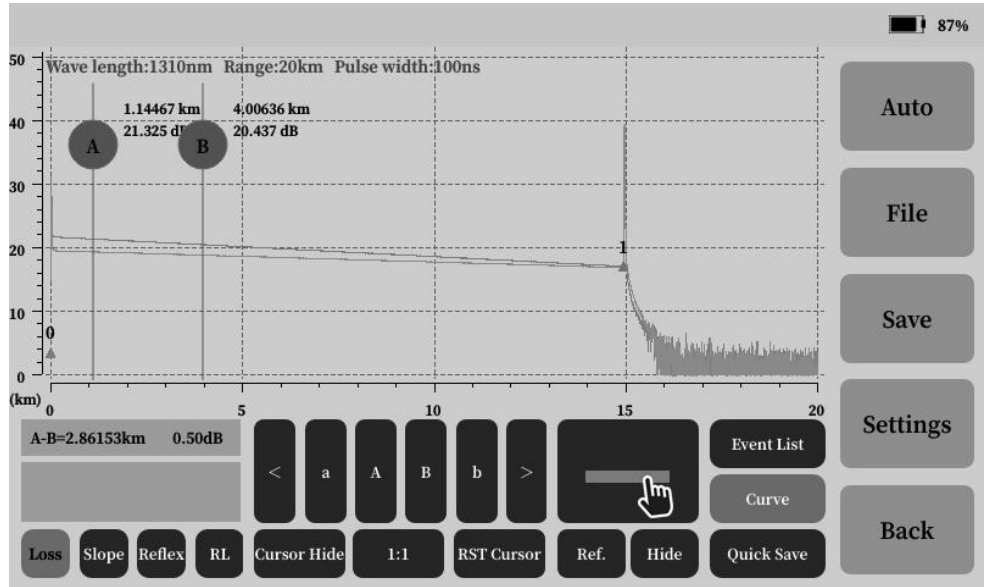 87%
Wave length:1310nm Range:20km Pulse width:100ns
50
40
30
20
10
0
(km)
1.14467 km
21.325 d
A
4.00636 km
20.437 dB
B
0
1
0 5 10 15 20
A-B=2.86153km 0.50dB
< a A B b >
Event List
Curve
Loss Slope Reflex RL Cursor Hide 1:1 RST Cursor Ref. Hide Quick Save
Auto
File
Save
Settings
Back